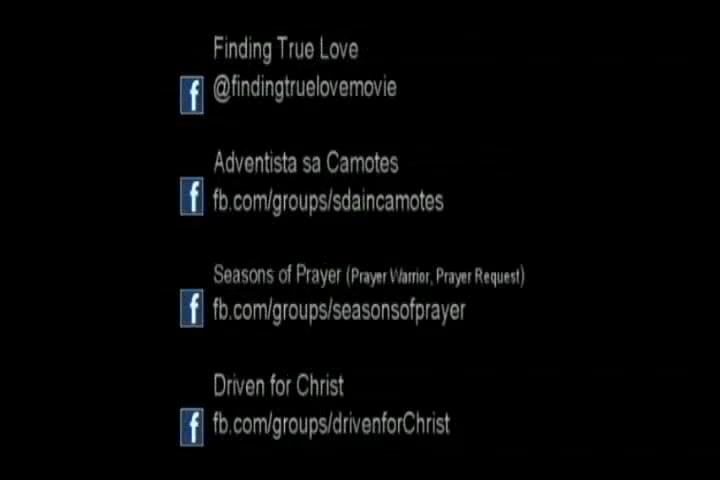 Finding True Love
@findingtruelovemovie
Adventista sa Camotes
fb.com/groups/sdaincamotes
Seasons of Prayer (Prayer Warrior, Prayer Request)
fb.com/groups/seasonsofprayer
Driven for Christ
fb.com/groups/drivenforChrist